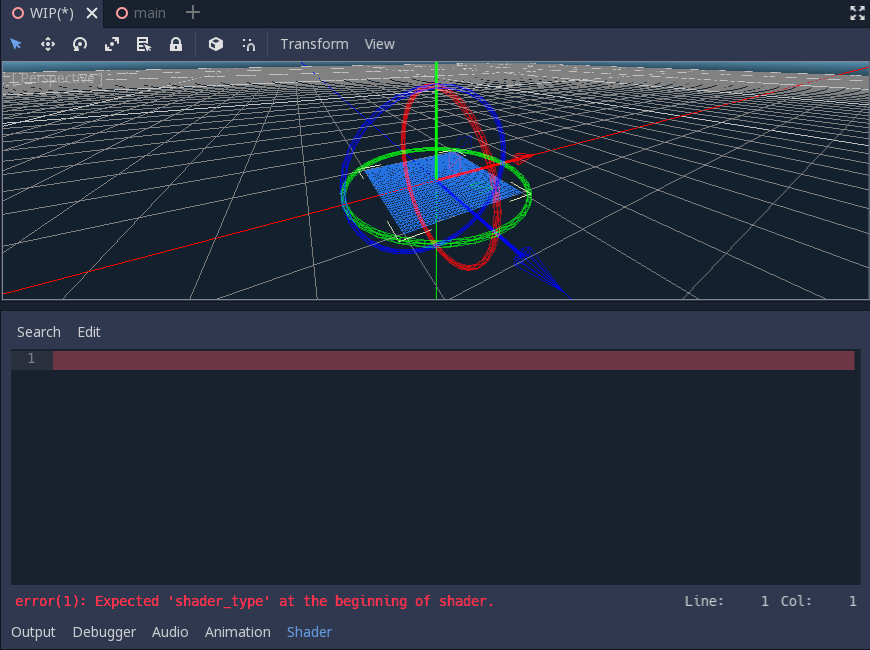 WIP(*) main
Transform View
[ Perspective ]
Search Edit
1
error(1): Expected 'shader_type' at the beginning of shader. Line: 1 Col: 1
Output Debugger Audio Animation Shader